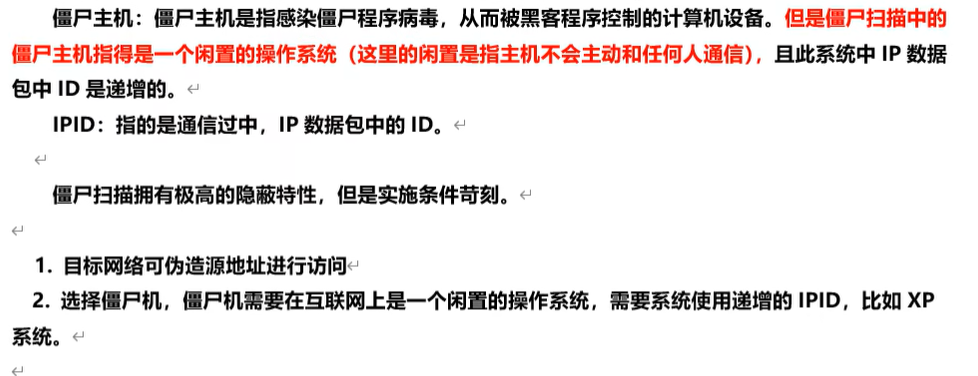 僵尸主机：僵尸主机是指感染僵尸程序病毒，从而被黑客程序控制的计算机设备。但是僵尸扫描中的
僵尸主机指得是一个闲置的操作系统（这里的闲置是指主机不会主动和任何人通信），且此系统中 IP 数据
包中 ID 是递增的。
IPID：指的是通信过中，IP 数据包中的 ID。
僵尸扫描拥有极高的隐蔽特性，但是实施条件苛刻。
1. 目标网络可伪造源地址进行访问
2. 选择僵尸机，僵尸机需要在互联网上是一个闲置的操作系统，需要系统使用递增的 IPID，比如 XP
系统。